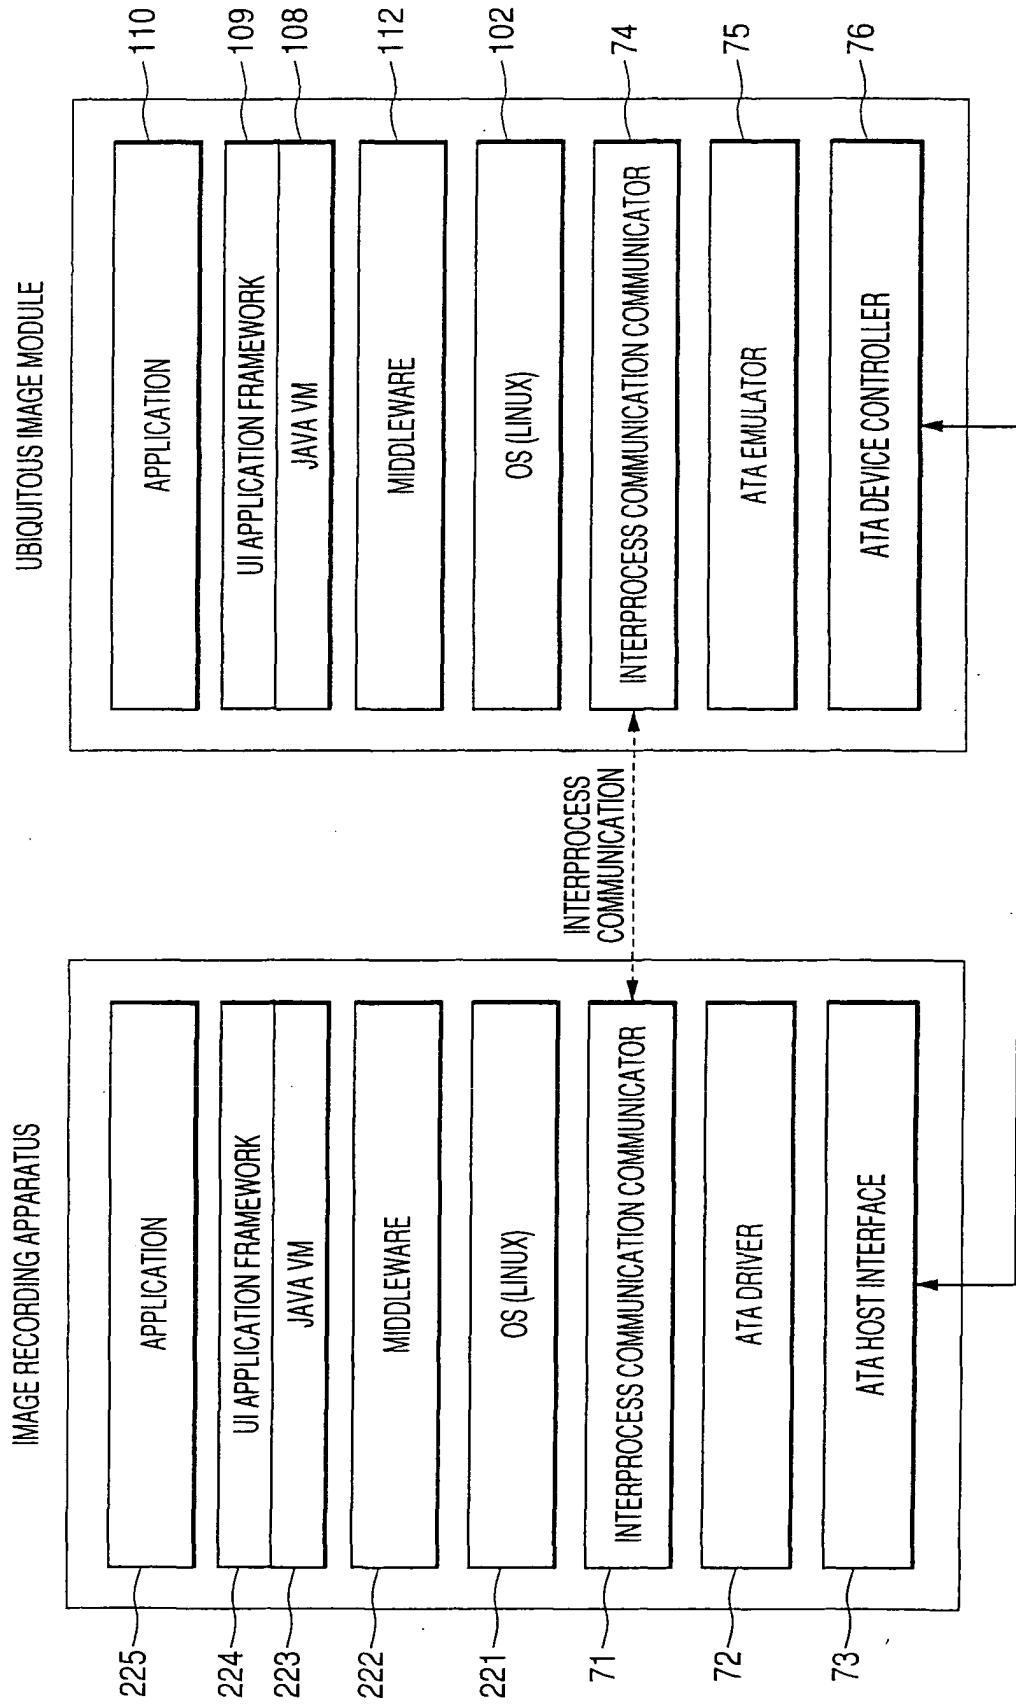 IMAGE RECORDING APPARATUS
225
APPLICATION
224
UI APPLICATION FRAMEWORK
223
JAVA VM
222
MIDDLEWARE
221
OS (LINUX)
71
INTERPROCESS COMMUNICATION COMMUNICATOR
72
ATA DRIVER
73
ATA HOST INTERFACE
INTERPROCESS
COMMUNICATION
UBIQUITOUS IMAGE MODULE
APPLICATION
110
UI APPLICATION FRAMEWORK
109
JAVA VM
108
MIDDLEWARE
112
OS (LINUX)
102
INTERPROCESS COMMUNICATION COMMUNICATOR
74
ATA EMULATOR
75
ATA DEVICE CONTROLLER
76